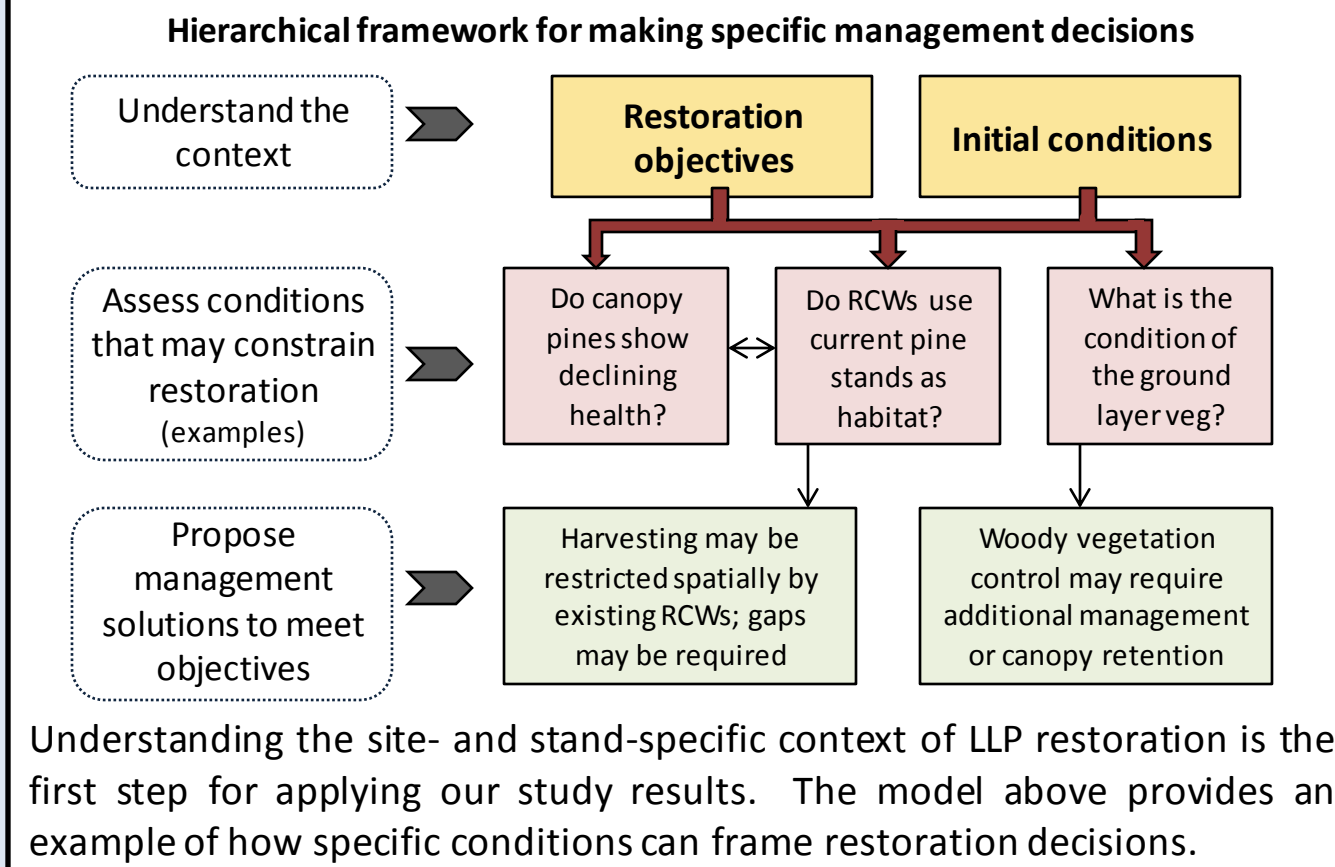 Hierarchical framework for making specific management decisions
Understand the
context
Restoration
objectives
Initial conditions
Assess conditions
that may constrain
restoration
(examples)
Do canopy
pines show
declining
health?
Do RCWs use
current pine
stands as
habitat?
What is the
condition of
the ground
layer veg?
Propose
management
solutions to meet
objectives
Harvesting may be
restricted spatially by
existing RCWs; gaps
may be required
Woody vegetation
control may require
additional management
or canopy retention
Understanding the site- and stand-specific context of LLP restoration is the
first step for applying our study results. The model above provides an
example of how specific conditions can frame restoration decisions.